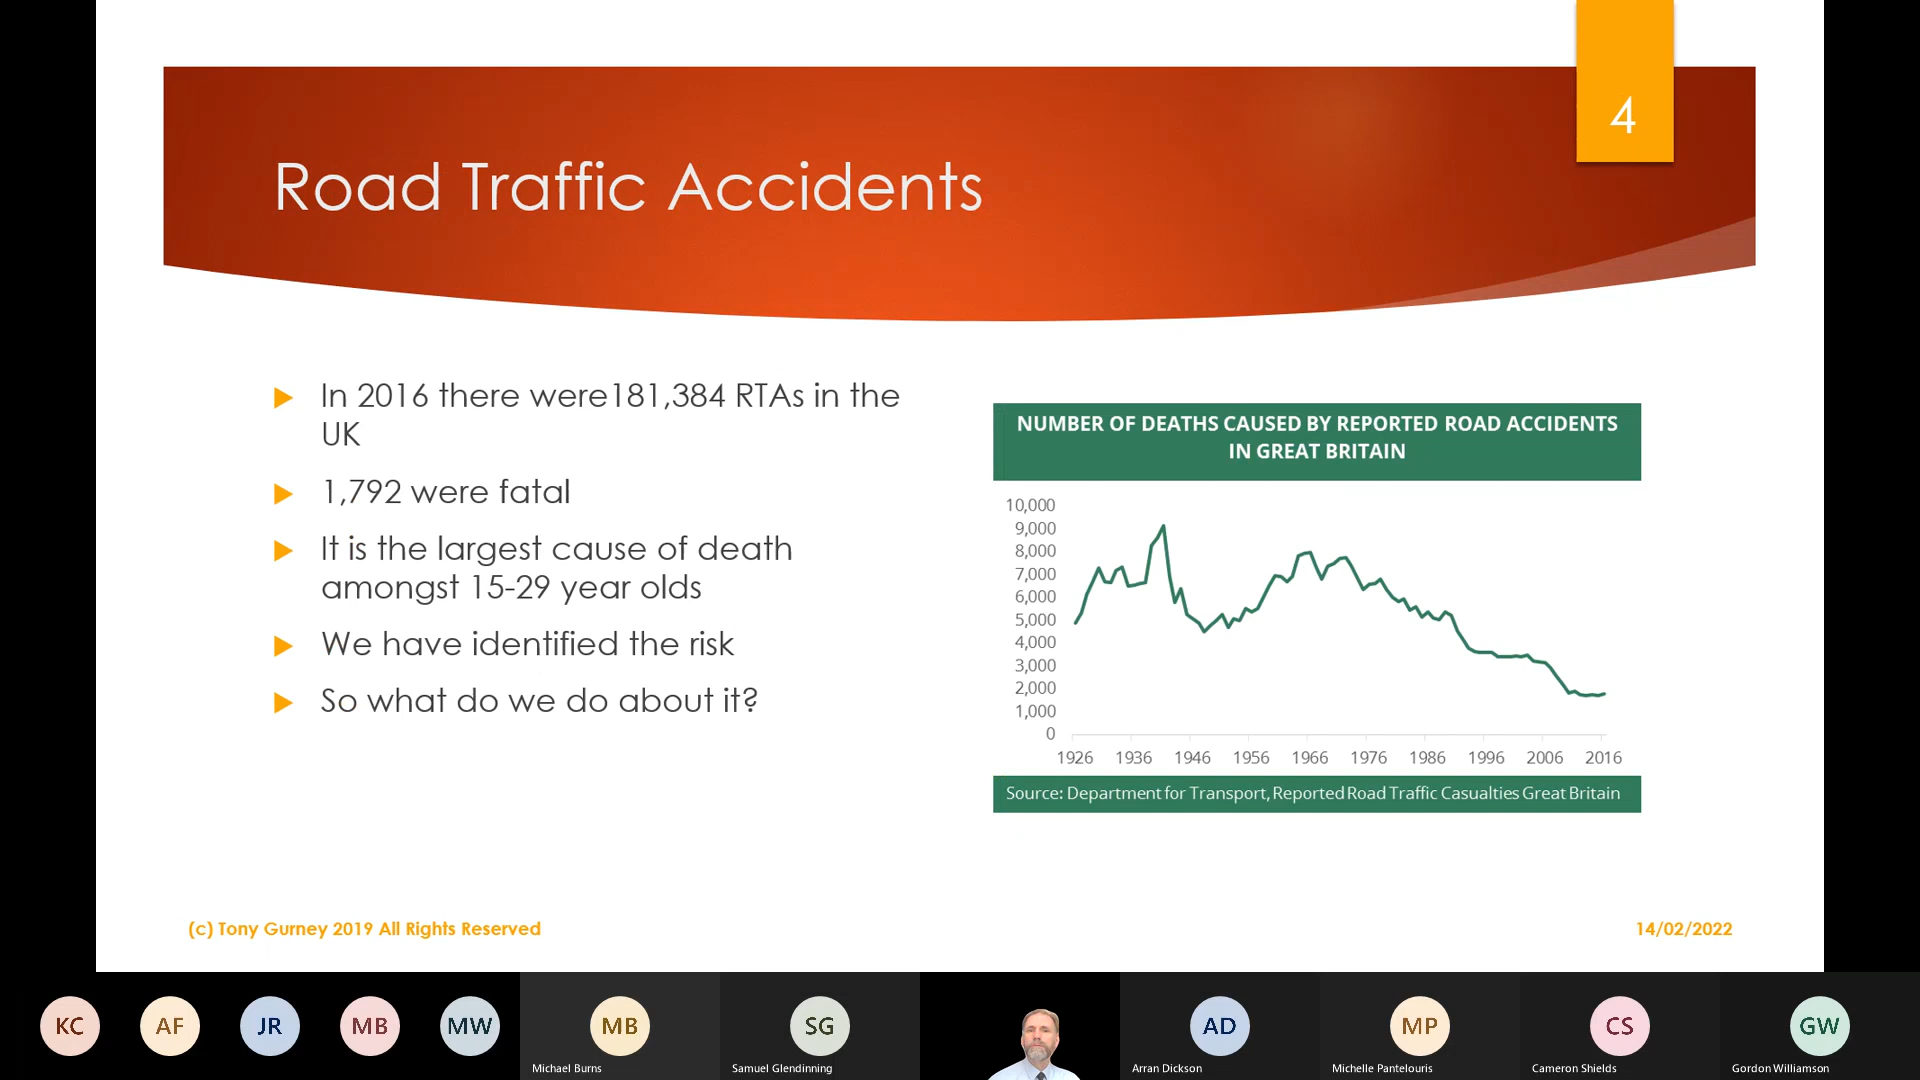 4
Road Traffic Accidents
In 2016 there were181,384 RTAs in the
UK
1,792 were fatal
It is the largest cause of death
amongst 15-29 year olds
We have identified the risk
So what do we do about it?
NUMBER OF DEATHS CAUSED BY REPORTED ROAD ACCIDENTS
IN GREAT BRITAIN
10,000
9,000
8,000
7,000
6,000
5,000
4,000
3,000
2,000
1,000
0
1926 1936 1946 1956 1966 1976 1986 1996 2006 2016
Source: Department for Transport, Reported Road Traffic Casualties Great Britain
(c) Tony Gurney 2019 All Rights Reserved
14/02/2022
KC AF JR MB MW MB SG AD MP CS GW
Michael Burns Samuel Glendinning Arran Dickson Michelle Pantelouris Cameron Shields Gordon Williamson